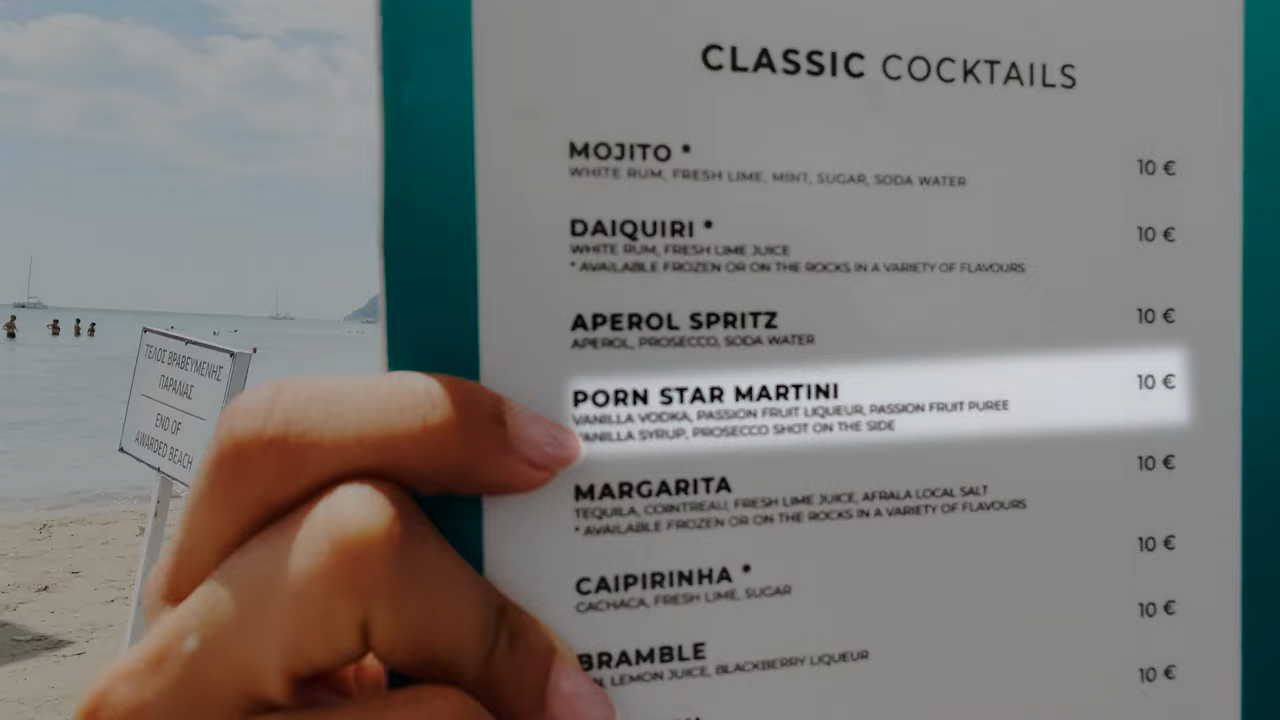 CLASSIC COCKTAILS
MOJITO *
10 €
WHITE RUM, FRESH LIME, MINT, SUGAR, SODA WATER
DAIQUIRI *
10 €
WHITE RUM, FRESH LIME JUICE
* AVAILABLE FROZEN OR ON THE ROCKS IN A VARIETY OF FLAVOURS
APEROL SPRITZ
10 €
APEROL, PROSECCO, SODA WATER
PORN STAR MARTINI
10 €
VANILLA VODKA, PASSION FRUIT LIQUEUR, PASSION FRUIT PUREE
VANILLA SYRUP, PROSECCO SHOT ON THE SIDE
MARGARITA
10 €
TEQUILA, COINTREAU, FRESH LIME JUICE, AFRALA LOCAL SALT
* AVAILABLE FROZEN OR ON THE ROCKS IN A VARIETY OF FLAVOURS
CAIPIRINHA *
10 €
CACHACA, FRESH LIME, SUGAR
BRAMBLE
10 €
LEMON JUICE, BLACKBERRY LIQUEUR
10 €
ΤΕΛΟΣ ΒΡΑΒΕΥΜΕΝΗΣ
ΠΑΡΑΛΙΑΣ
END OF
AWARDED BEACH